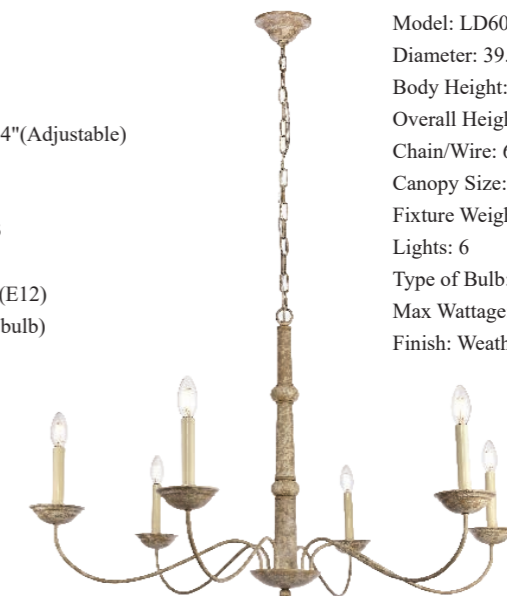 4"(Adjustable)
(E12)
bulb)
Model: LD60
Diameter: 39.
Body Height:
Overall Heigh
Chain/Wire: 6
Canopy Size:
Fixture Weigh
Lights: 6
Type of Bulb:
Max Wattage
Finish: Weath